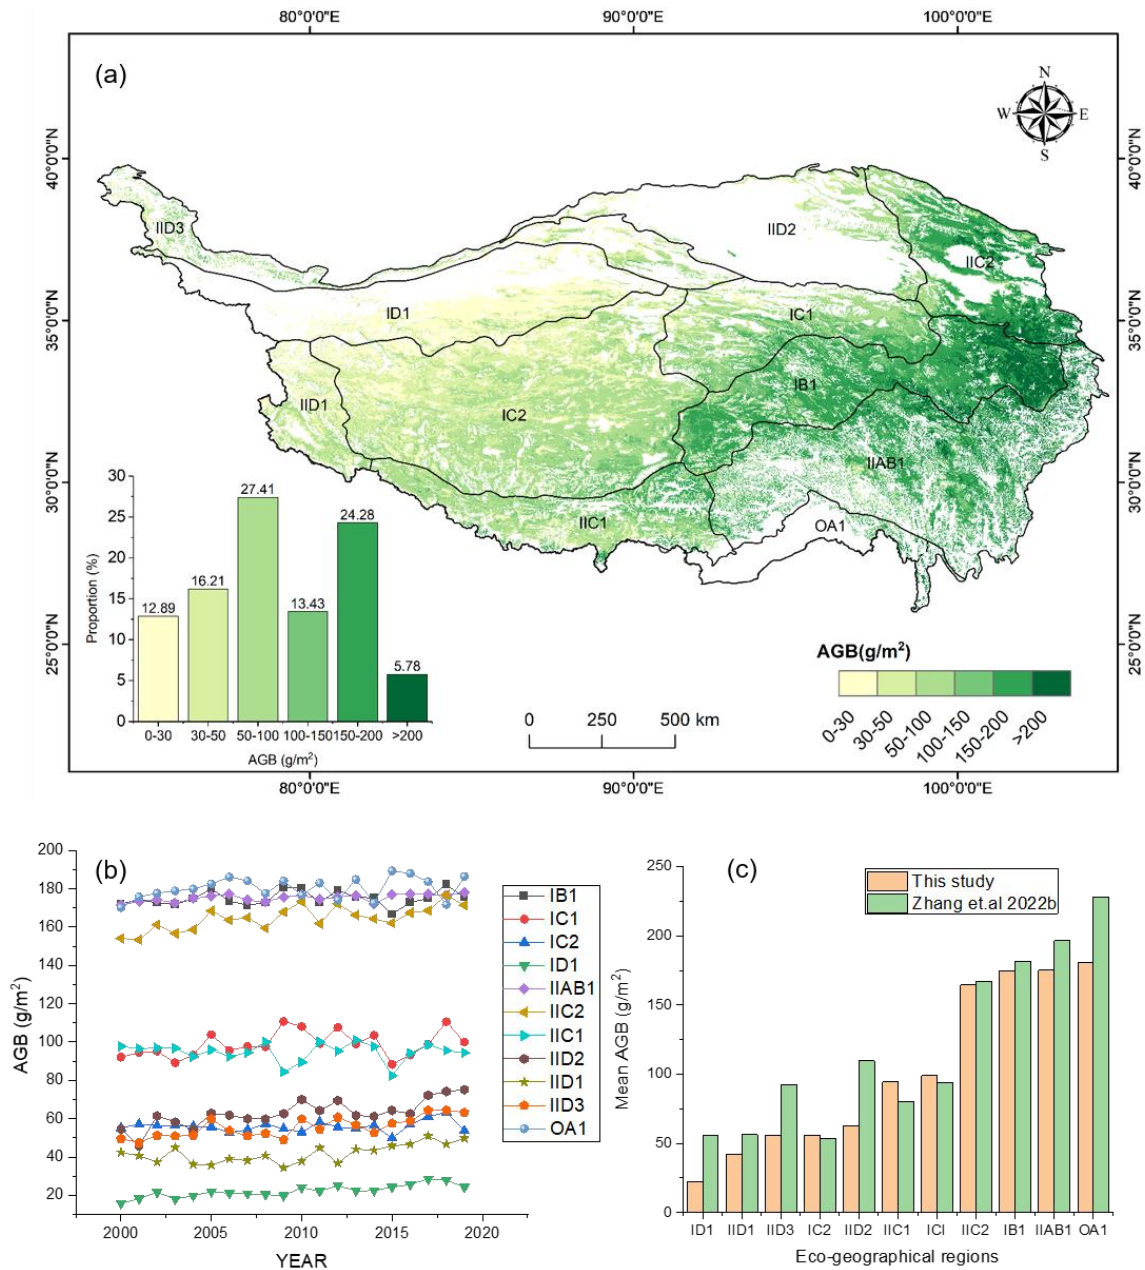 80°0'0"E 90°0'0"E 100°0'0"E
(a)
N
W E
S
40°0'0"N 40°0'0"N
IID3
IID2
IIC2
ID1
IC1
35°0'0"N 35°0'0"N
IB1
IID1
IC2
IIAB1
30°0'0"N 30°0'0"N
IIC1
OA1
25°0'0"N 25°0'0"N
Proportion (%)
30
25
20
15
10
5
0
12.89
16.21
27.41
13.43
24.28
5.78
0-30 30-50 50-100 100-150 150-200 >200
AGB (g/m²)
0 250 500 km
AGB(g/m²)
0-30 30-50 50-100 100-150 150-200 >200
80°0'0"E 90°0'0"E 100°0'0"E
(b)
AGB (g/m²)
200
180
160
140
120
100
80
60
40
20
2000 2005 2010 2015 2020
YEAR
IB1
IC1
IC2
ID1
IIAB1
IIC2
IIC1
IID2
IID1
IID3
OA1
(c)
This study
Zhang et.al 2022b
Mean AGB (g/m²)
250
200
150
100
50
0
ID1 IID1 IID3 IC2 IID2 IIC1 ICI IIC2 IB1 IIAB1 OA1
Eco-geographical regions